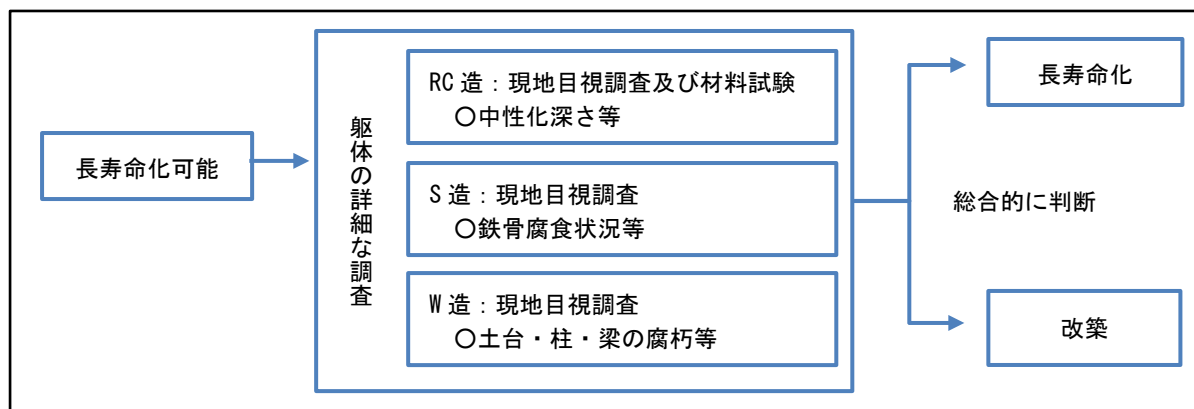 長寿命化可能
躯体の詳細な調査
RC造：現地目視調査及び材料試験
○中性化深さ等
S造：現地目視調査
○鉄骨腐食状況等
W造：現地目視調査
○土台・柱・梁の腐朽等
長寿命化
総合的に判断
改築